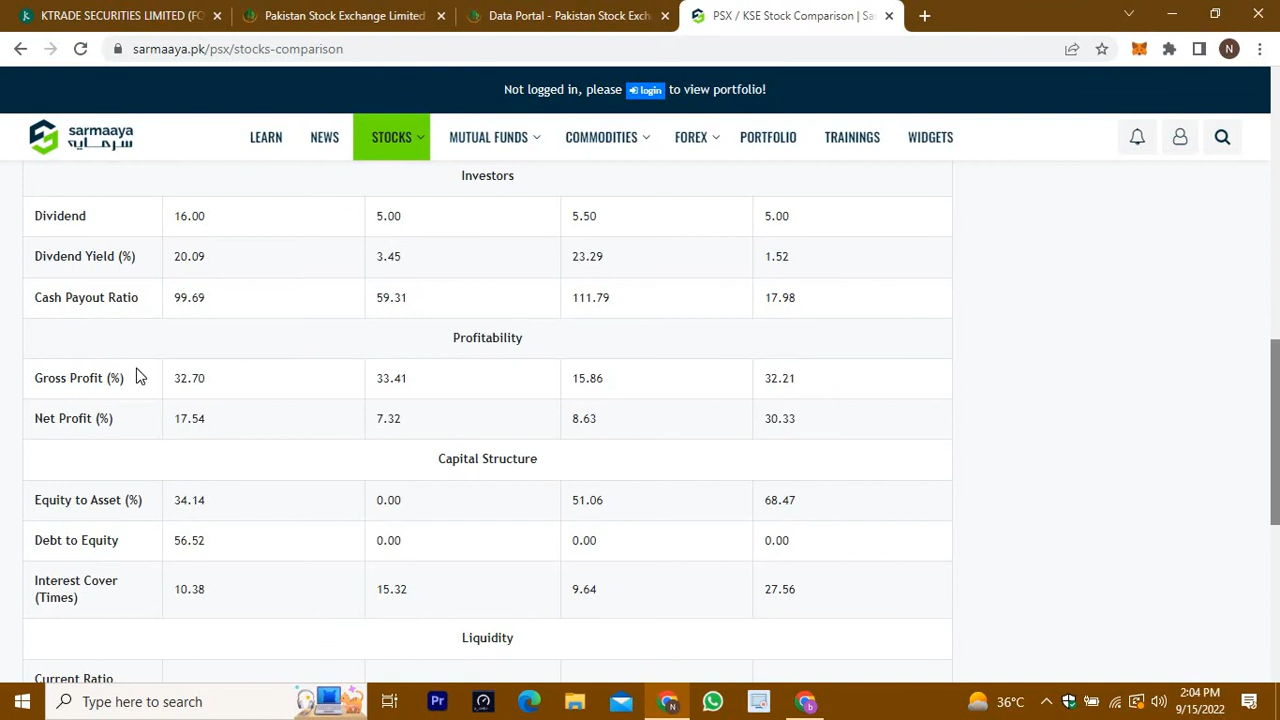 KTRADE SECURITIES LIMITED (FO
Pakistan Stock Exchange Limited
Data Portal - Pakistan Stock Exch
PSX / KSE Stock Comparison | Sar
sarmaaya.pk/psx/stocks-comparison
N
Not logged in, please login to view portfolio!
sarmaaya
سرمایہ
LEARN NEWS STOCKS MUTUAL FUNDS COMMODITIES FOREX PORTFOLIO TRAININGS WIDGETS
Investors
Dividend 16.00 5.00 5.50 5.00
Divdend Yield (%) 20.09 3.45 23.29 1.52
Cash Payout Ratio 99.69 59.31 111.79 17.98
Profitability
Gross Profit (%) 32.70 33.41 15.86 32.21
Net Profit (%) 17.54 7.32 8.63 30.33
Capital Structure
Equity to Asset (%) 34.14 0.00 51.06 68.47
Debt to Equity 56.52 0.00 0.00 0.00
Interest Cover
(Times) 10.38 15.32 9.64 27.56
Liquidity
Current Ratio
Type here to search
Pr
36°C
2:04 PM
9/15/2022